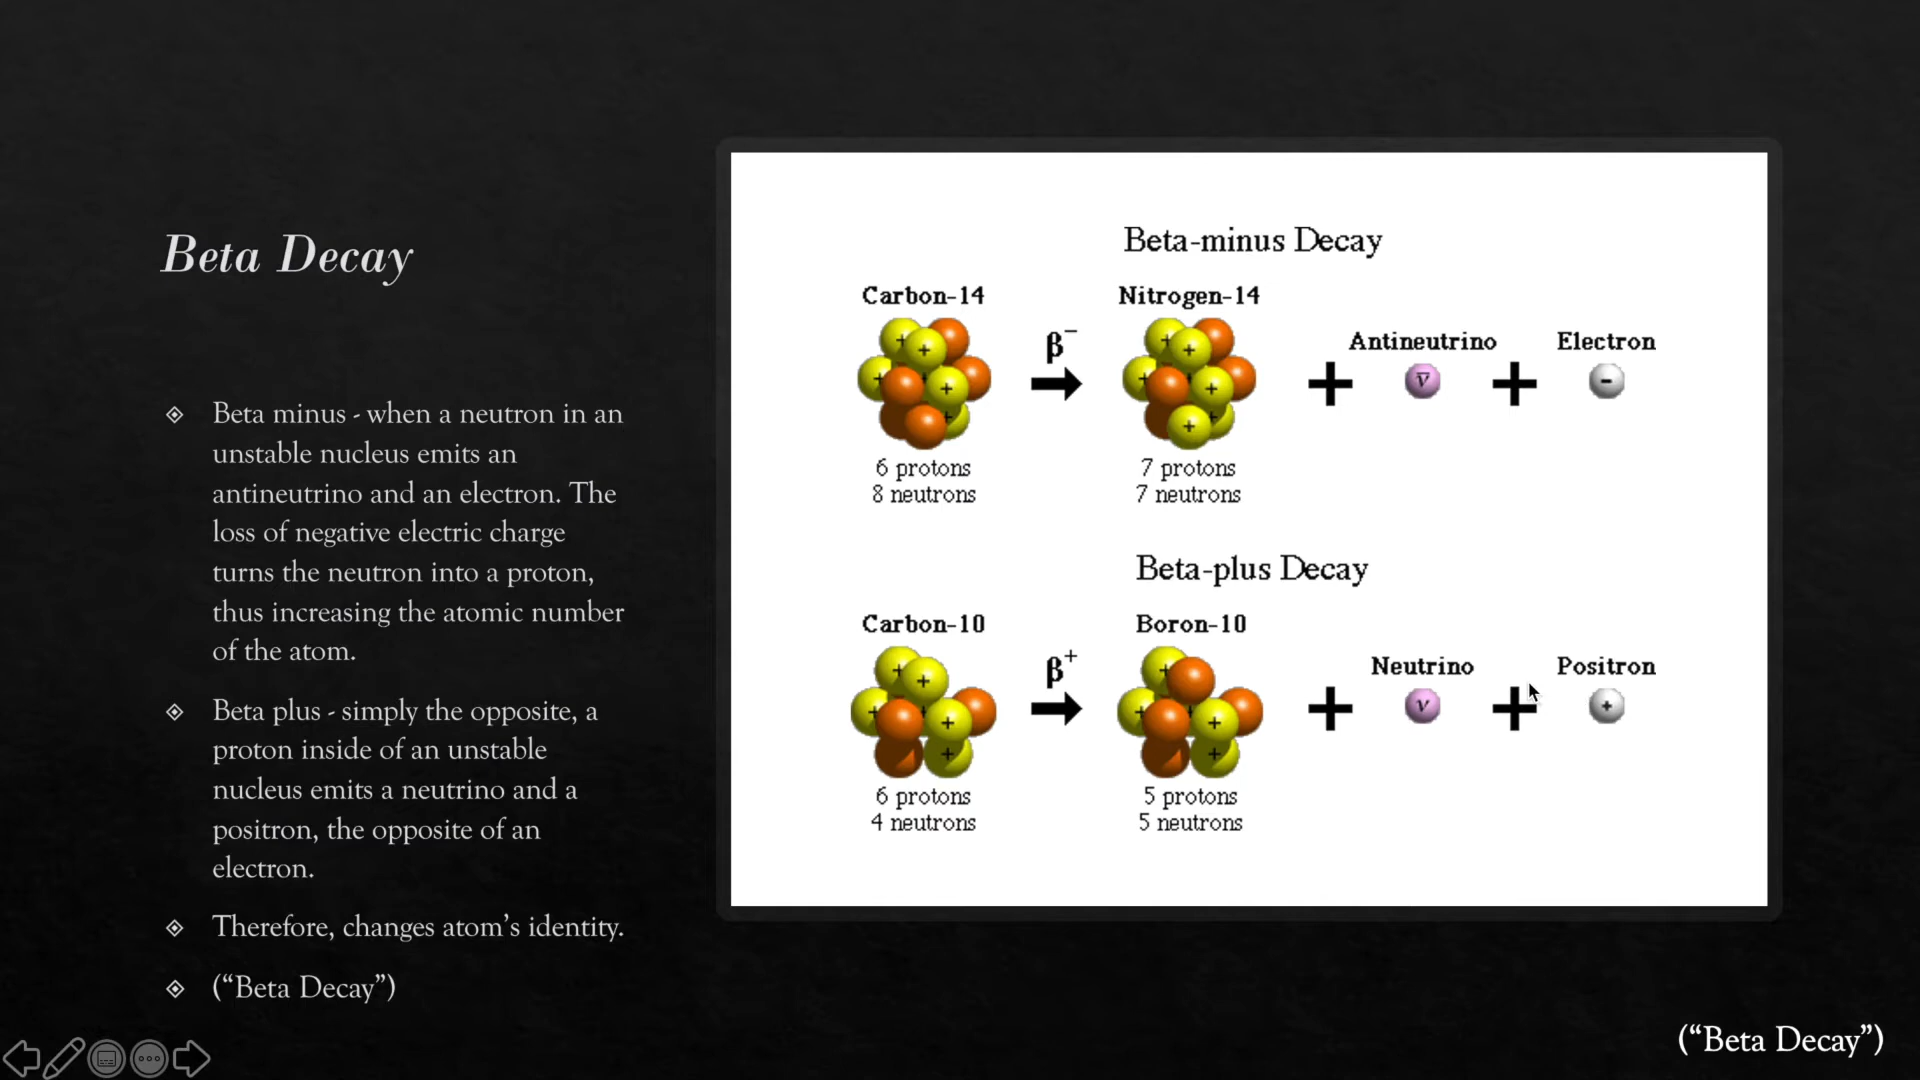 Beta Decay
Beta minus - when a neutron in an
unstable nucleus emits an
antineutrino and an electron. The
loss of negative electric charge
turns the neutron into a proton,
thus increasing the atomic number
of the atom.
Beta plus - simply the opposite, a
proton inside of an unstable
nucleus emits a neutrino and a
positron, the opposite of an
electron.
Therefore, changes atom’s identity.
(“Beta Decay”)
Beta-minus Decay
Carbon-14
β⁻
Nitrogen-14
+
Antineutrino
ν̅
+
Electron
-
6 protons
8 neutrons
7 protons
7 neutrons
Beta-plus Decay
Carbon-10
β⁺
Boron-10
+
Neutrino
ν
+
Positron
+
6 protons
4 neutrons
5 protons
5 neutrons
(“Beta Decay”)